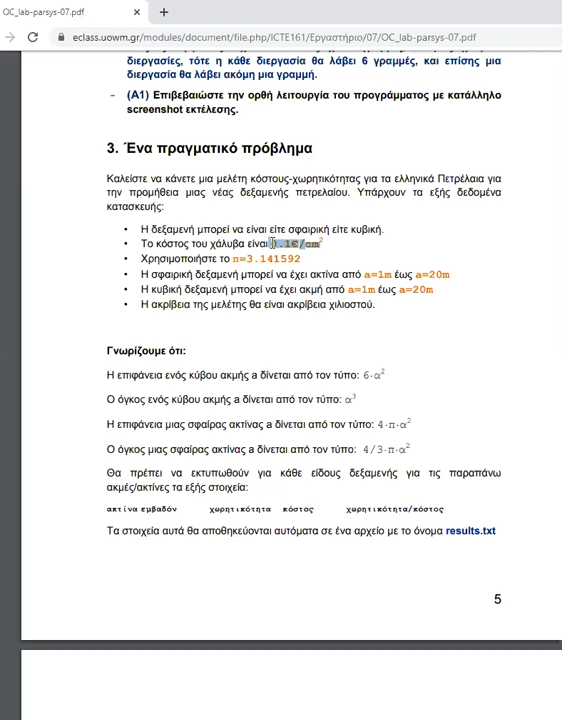 OC_lab-parsys-07.pdf
eclass.uowm.gr/modules/document/file.php/ICTE161/Εργαστήριο/07/OC_lab-parsys-07.pdf
διεργασίες, τότε η κάθε διεργασία θα λάβει 6 γραμμές, και επίσης μια
διεργασία θα λάβει ακόμη μια γραμμή.
- (A1) Επιβεβαιώστε την ορθή λειτουργία του προγράμματος με κατάλληλο
screenshot εκτέλεσης.
3. Ένα πραγματικό πρόβλημα
Καλείστε να κάνετε μια μελέτη κόστους-χωρητικότητας για τα ελληνικά Πετρέλαια για
την προμήθεια μιας νέας δεξαμενής πετρελαίου. Υπάρχουν τα εξής δεδομένα
κατασκευής:
• Η δεξαμενή μπορεί να είναι είτε σφαιρική είτε κυβική.
• Το κόστος του χάλυβα είναι 0.1€/cm²
• Χρησιμοποιήστε το π=3.141592
• Η σφαιρική δεξαμενή μπορεί να έχει ακτίνα από a=1m έως a=20m
• Η κυβική δεξαμενή μπορεί να έχει ακμή από a=1m έως a=20m
• Η ακρίβεια της μελέτης θα είναι ακρίβεια χιλιοστού.
Γνωρίζουμε ότι:
Η επιφάνεια ενός κύβου ακμής a δίνεται από τον τύπο: 6·α²
Ο όγκος ενός κύβου ακμής a δίνεται από τον τύπο: α³
Η επιφάνεια μιας σφαίρας ακτίνας a δίνεται από τον τύπο: 4·π·α²
Ο όγκος μιας σφαίρας ακτίνας a δίνεται από τον τύπο: 4/3·π·α²
Θα πρέπει να εκτυπωθούν για κάθε είδους δεξαμενής για τις παραπάνω
ακμές/ακτίνες τα εξής στοιχεία:
ακτίνα εμβαδόν χωρητικότητα κόστος χωρητικότητα/κόστος
Τα στοιχεία αυτά θα αποθηκεύονται αυτόματα σε ένα αρχείο με το όνομα results.txt
5